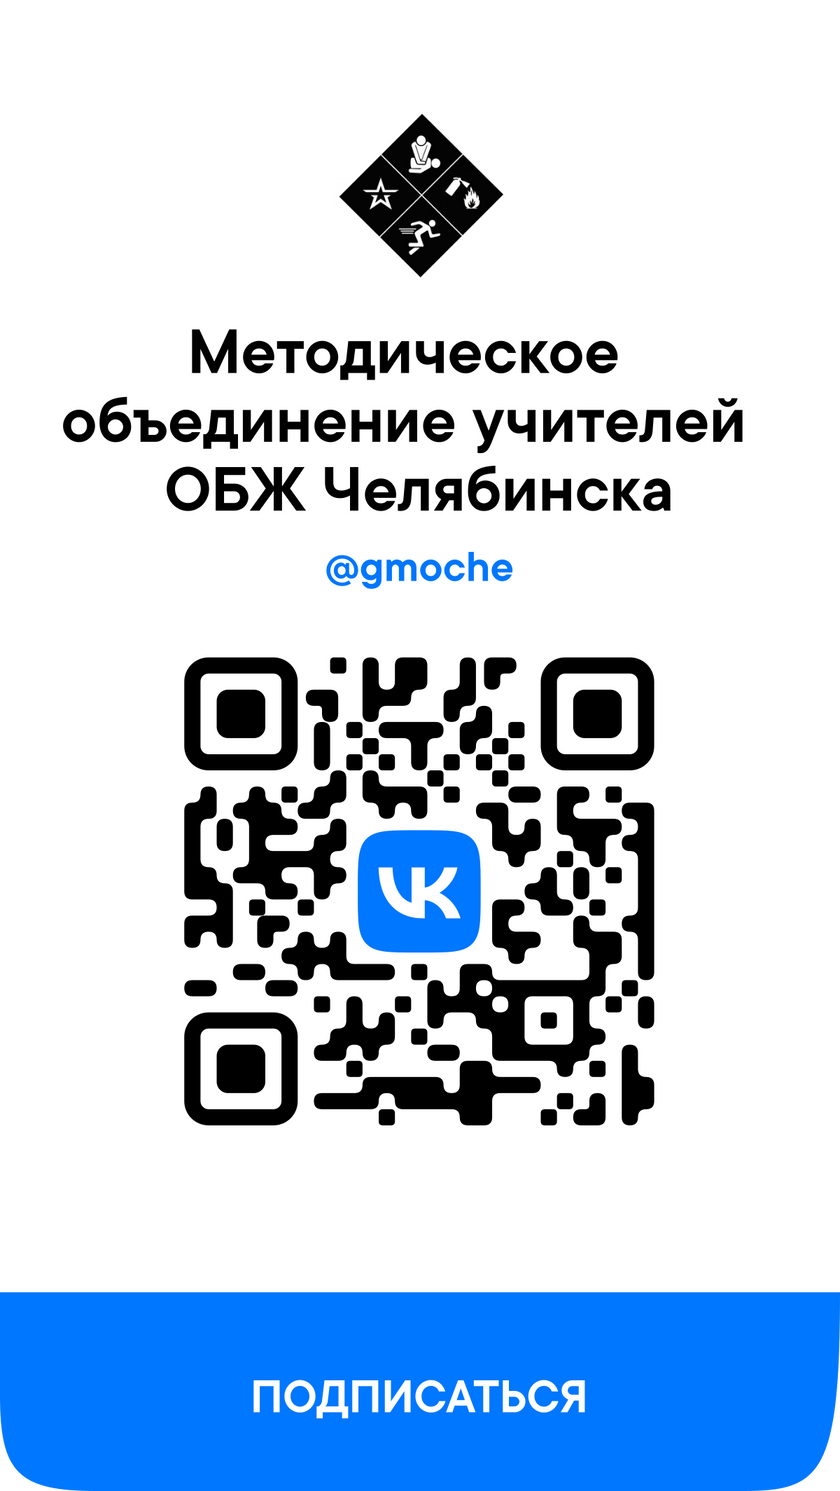 Методическое
объединение учителей
ОБЖ Челябинска
@gmoche
ПОДПИСАТЬСЯ